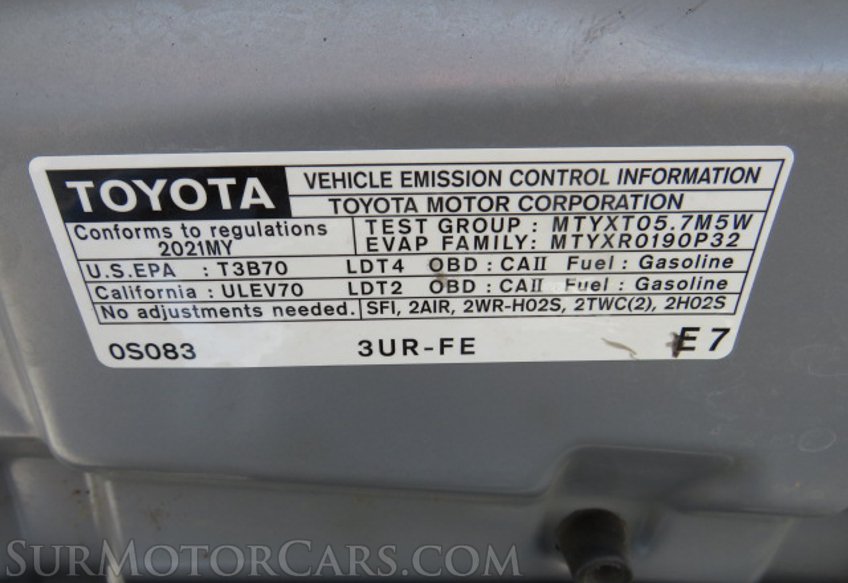 TOYOTA VEHICLE EMISSION CONTROL INFORMATION
TOYOTA MOTOR CORPORATION
Conforms to regulations
2021MY
TEST GROUP : MTYXT05.7M5W
EVAP FAMILY: MTYXR0190P32
U.S.EPA : T3B70 LDT4 OBD : CAII Fuel : Gasoline
California : ULEV70 LDT2 OBD : CAII Fuel : Gasoline
No adjustments needed. SFI, 2AIR, 2WR-HO2S, 2TWC(2), 2HO2S
0S083 3UR-FE E7
SURMOTORCARS.COM